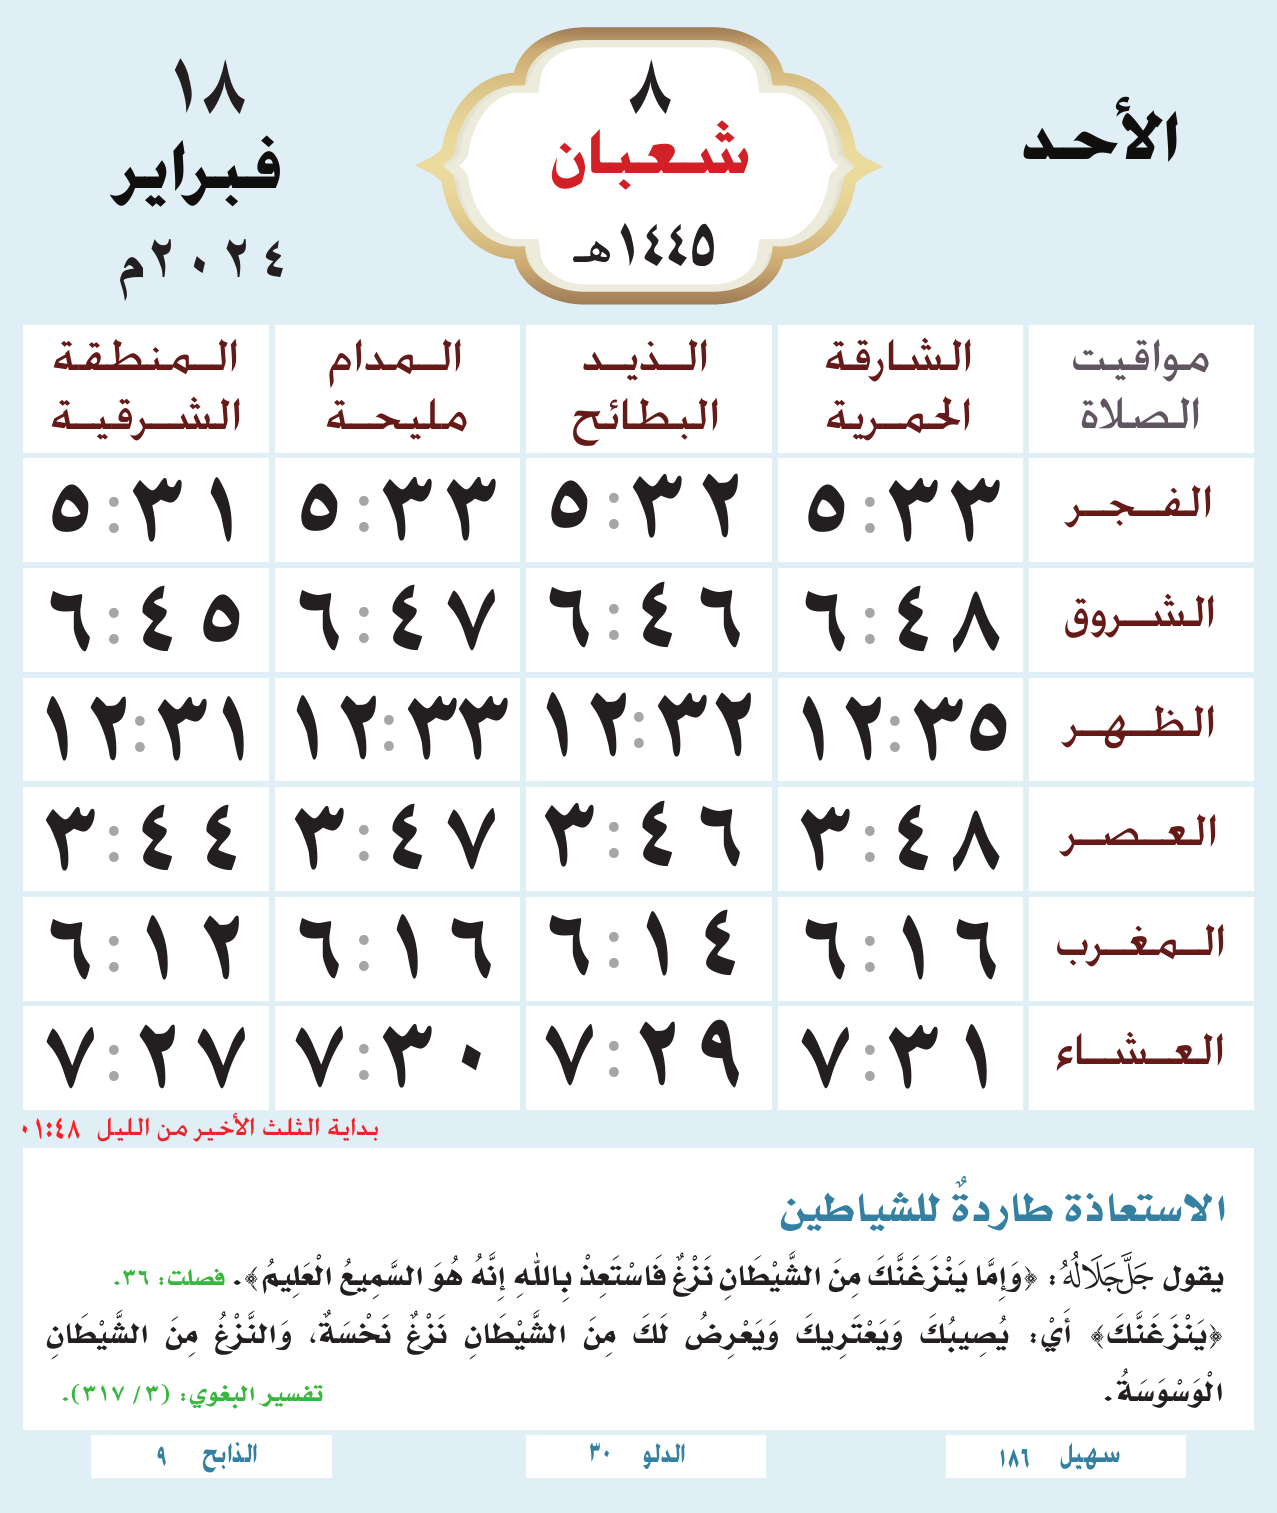 الأحد
٨
شعبان
١٤٤٥هـ
١٨
فبراير
٢٠٢٤م
مواقيت الصلاة
الشارقة الحمرية
الذيد البطائح
المدام مليحة
المنطقة الشرقية
الفجر ٥:٣٣ ٥:٣٢ ٥:٣٣ ٥:٣١
الشروق ٦:٤٨ ٦:٤٦ ٦:٤٧ ٦:٤٥
الظهر ١٢:٣٥ ١٢:٣٢ ١٢:٣٣ ١٢:٣١
العصر ٣:٤٨ ٣:٤٦ ٣:٤٧ ٣:٤٤
المغرب ٦:١٦ ٦:١٤ ٦:١٦ ٦:١٢
العشاء ٧:٣١ ٧:٢٩ ٧:٣٠ ٧:٢٧
بداية الثلث الأخير من الليل ٠١:٤٨
الاستعاذة طاردةٌ للشياطين
يقول جَلَّ جَلَالُهُ: ﴿وَإِمَّا يَنْزَغَنَّكَ مِنَ الشَّيْطَانِ نَزْغٌ فَاسْتَعِذْ بِاللهِ إِنَّهُ هُوَ السَّمِيعُ الْعَلِيمُ﴾. فصلت: ٣٦.
﴿يَنْزَغَنَّكَ﴾ أَيْ: يُصِيبُكَ وَيَعْتَرِيكَ وَيَعْرِضُ لَكَ مِنَ الشَّيْطَانِ نَزْغٌ نَخْسَةٌ، وَالنَّزْغُ مِنَ الشَّيْطَانِ
الْوَسْوَسَةُ. تفسير البغوي: (٣/ ٣١٧).
سهيل ١٨٦
الدلو ٣٠
الذابح ٩